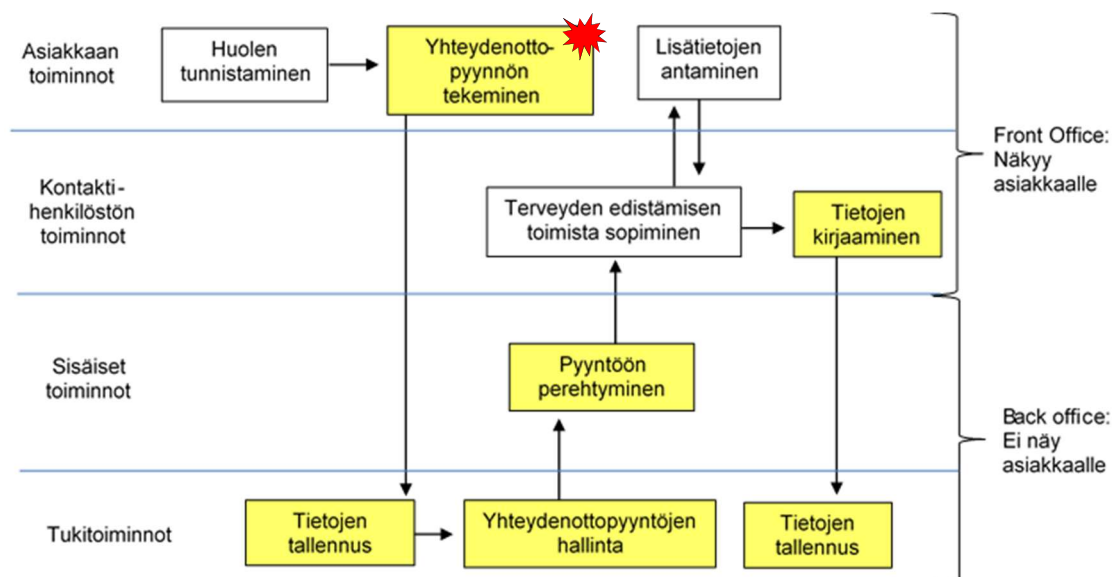 Asiakkaan
toiminnot
Huolen
tunnistaminen
Yhteydenotto-
pyynnön
tekeminen
Lisätietojen
antaminen
Front Office:
Näkyy
asiakkaalle
Kontakti-
henkilöstön
toiminnot
Terveyden edistämisen
toimista sopiminen
Tietojen
kirjaaminen
Sisäiset
toiminnot
Pyyntöön
perehtyminen
Back office:
Ei näy
asiakkaalle
Tukitoiminnot
Tietojen
tallennus
Yhteydenottopyyntöjen
hallinta
Tietojen
tallennus